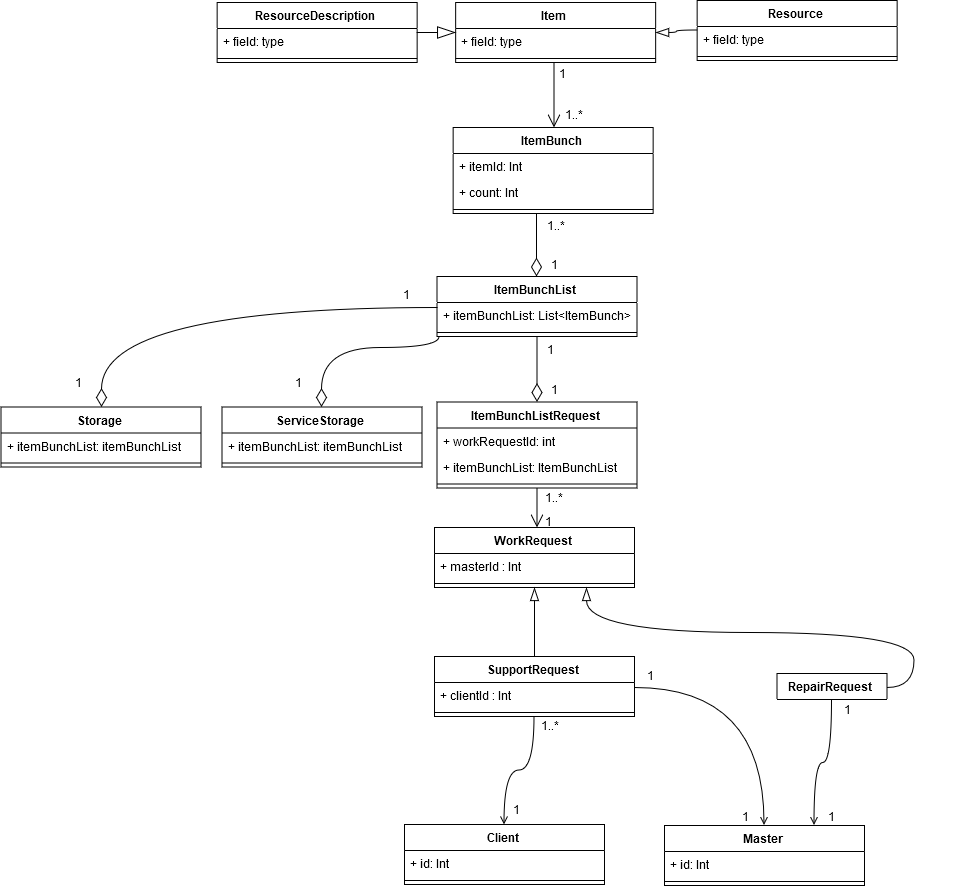 ResourceDescription
+ field: type
Item
+ field: type
Resource
+ field: type
1
1..*
ItemBunch
+ itemId: Int
+ count: Int
1..*
1
ItemBunchList
+ itemBunchList: List<ItemBunch>
1
1
1
1
1
Storage
+ itemBunchList: itemBunchList
ServiceStorage
+ itemBunchList: itemBunchList
ItemBunchListRequest
+ workRequestId: int
+ itemBunchList: ItemBunchList
1..*
1
WorkRequest
+ masterId : Int
SupportRequest
+ clientId : Int
1
RepairRequest
1
1..*
1
1
1
Client
+ id: Int
Master
+ id: Int